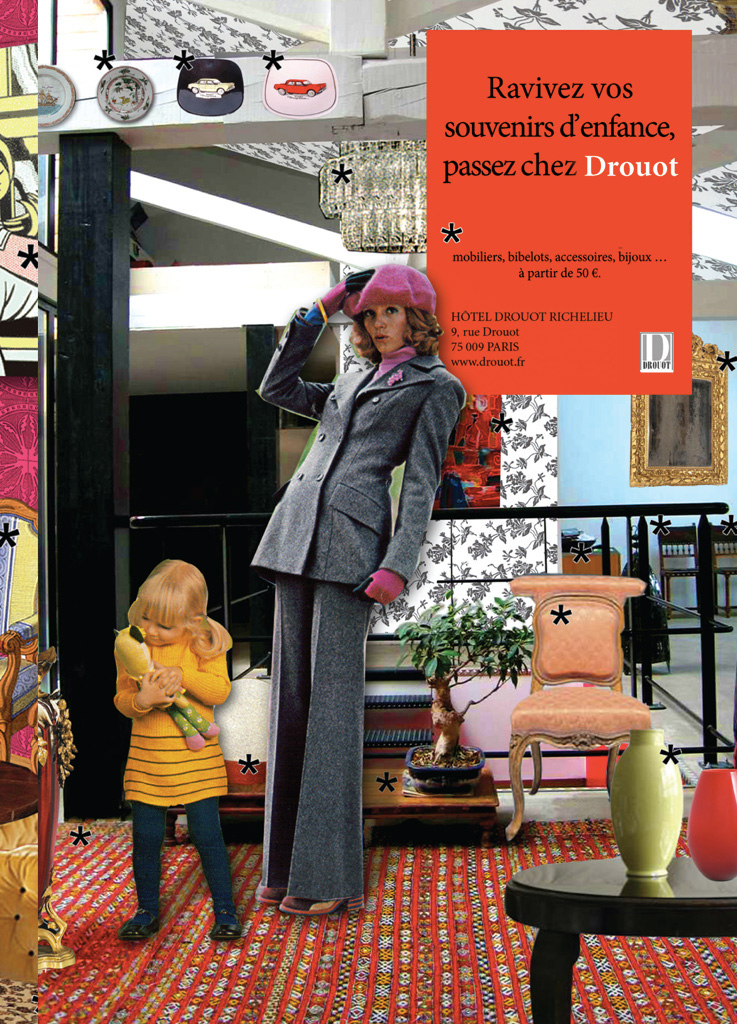 Ravivez vos
souvenirs d’enfance,
passez chez Drouot
*
mobiliers, bibelots, accessoires, bijoux ...
à partir de 50 €.
HÔTEL DROUOT RICHELIEU
9, rue Drouot
75 009 PARIS
www.drouot.fr
D
DROUOT